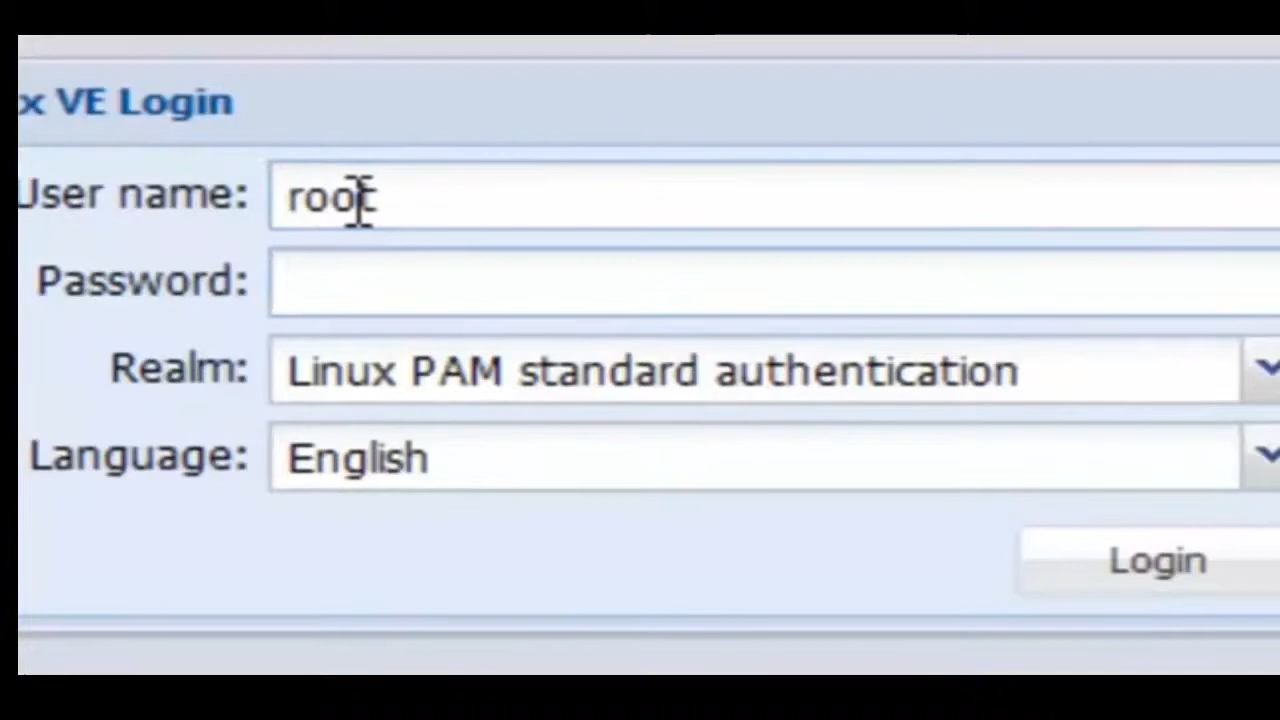 x VE Login
User name: root
Password:
Realm: Linux PAM standard authentication
Language: English
Login